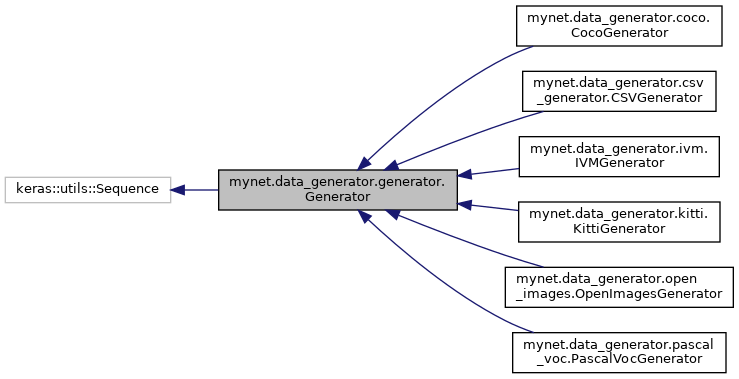 mynet.data_generator.coco.
CocoGenerator
mynet.data_generator.csv
_generator.CSVGenerator
mynet.data_generator.ivm.
IVMGenerator
keras::utils::Sequence
mynet.data_generator.generator.
Generator
mynet.data_generator.kitti.
KittiGenerator
mynet.data_generator.open
_images.OpenImagesGenerator
mynet.data_generator.pascal
_voc.PascalVocGenerator